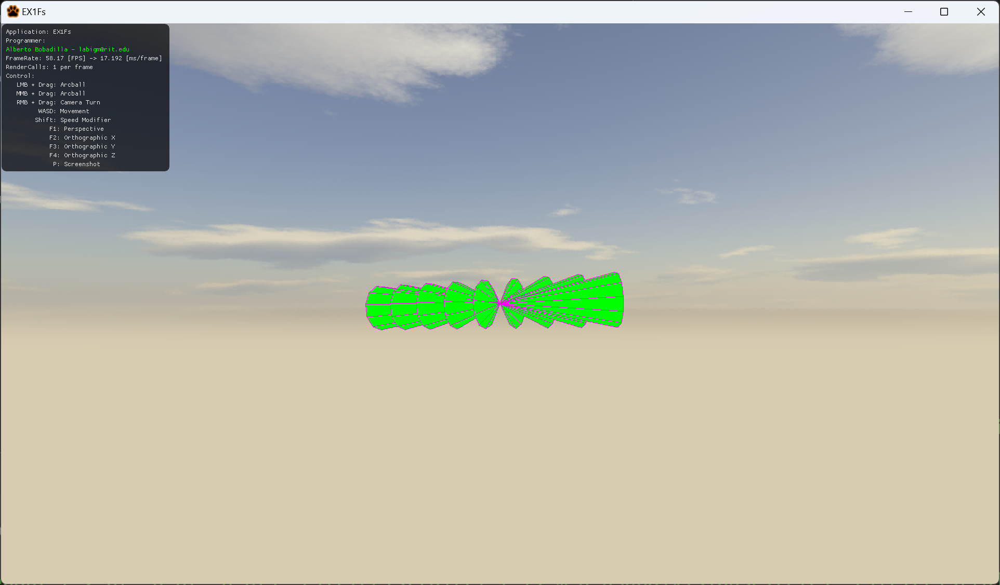 EX1Fs
Application: EX1Fs
Programmer:
Alberto Bobadilla - labigm@rit.edu
FrameRate: 58.17 [FPS] -> 17.192 [ms/frame]
RenderCalls: 1 per frame
Control:
LMB + Drag: Arcball
MMB + Drag: Arcball
RMB + Drag: Camera Turn
WASD: Movement
Shift: Speed Modifier
F1: Perspective
F2: Orthographic X
F3: Orthographic Y
F4: Orthographic Z
P: Screenshot